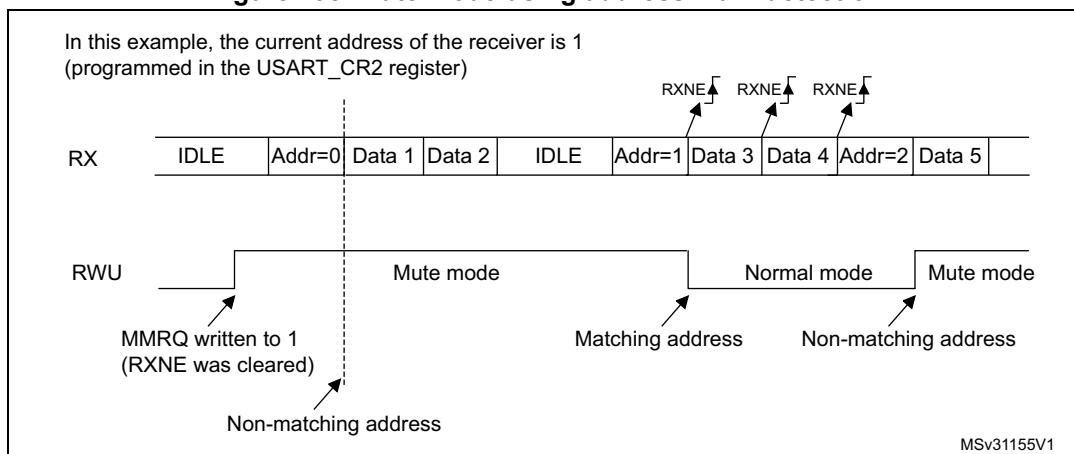 In this example, the current address of the receiver is 1
(programmed in the USART_CR2 register)
RXNE RXNE RXNE
RX IDLE Addr=0 Data 1 Data 2 IDLE Addr=1 Data 3 Data 4 Addr=2 Data 5
RWU Mute mode Normal mode Mute mode
MMRQ written to 1 Matching address Non-matching address
(RXNE was cleared)
Non-matching address
MSv31155V1